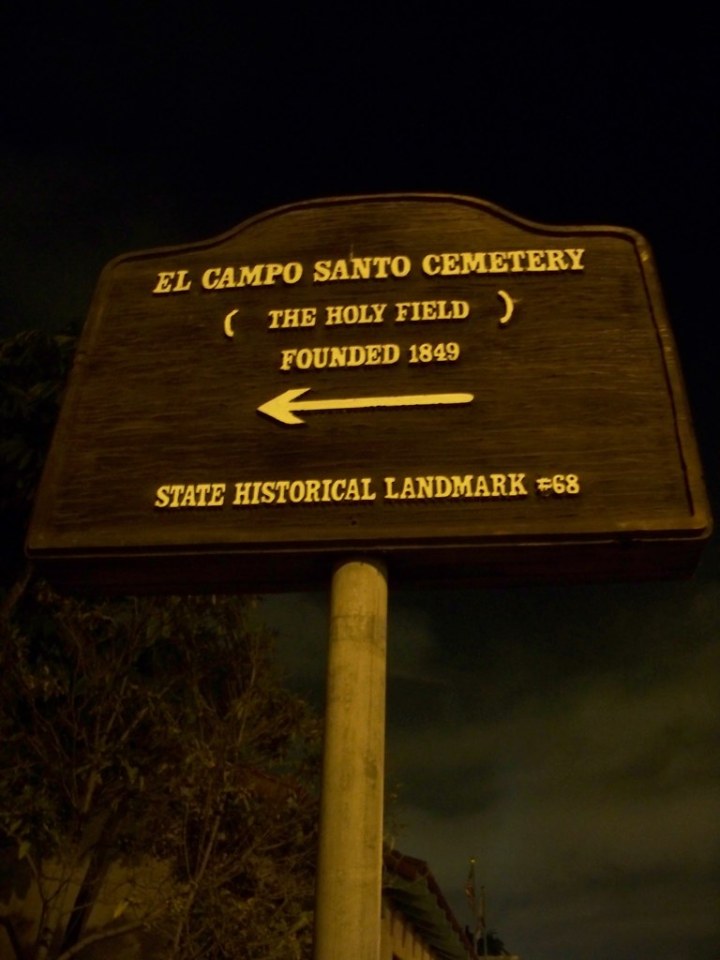 EL CAMPO SANTO CEMETERY
( THE HOLY FIELD )
FOUNDED 1849
STATE HISTORICAL LANDMARK #68